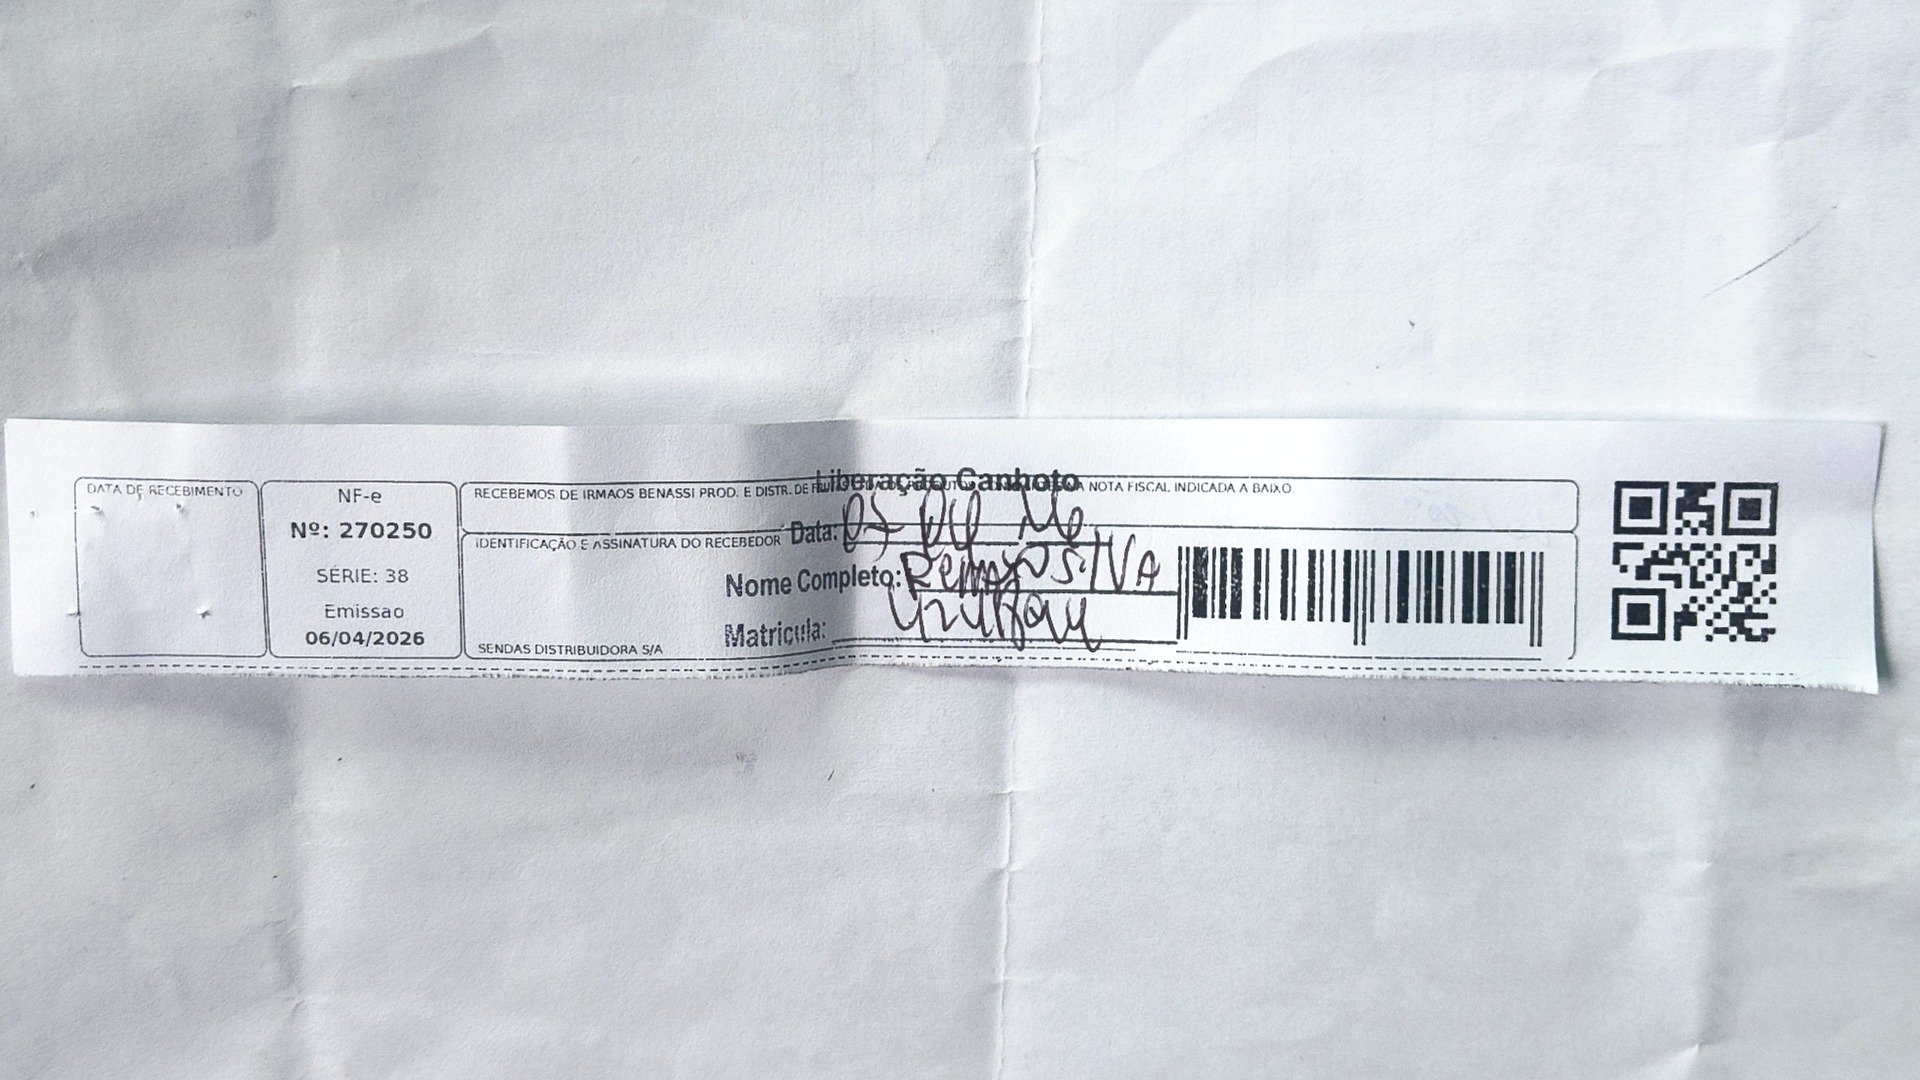 DATA DE RECEBIMENTO
NF-e
Nº: 270250
SÉRIE: 38
Emissao
06/04/2026
RECEBEMOS DE IRMAOS BENASSI PROD. E DISTR. DE NOTA FISCAL INDICADA A BAIXO
Liberação Canhoto
IDENTIFICAÇÃO E ASSINATURA DO RECEBEDOR
Data:
Nome Completo: SILVA
Matricula:
SENDAS DISTRIBUIDORA S/A